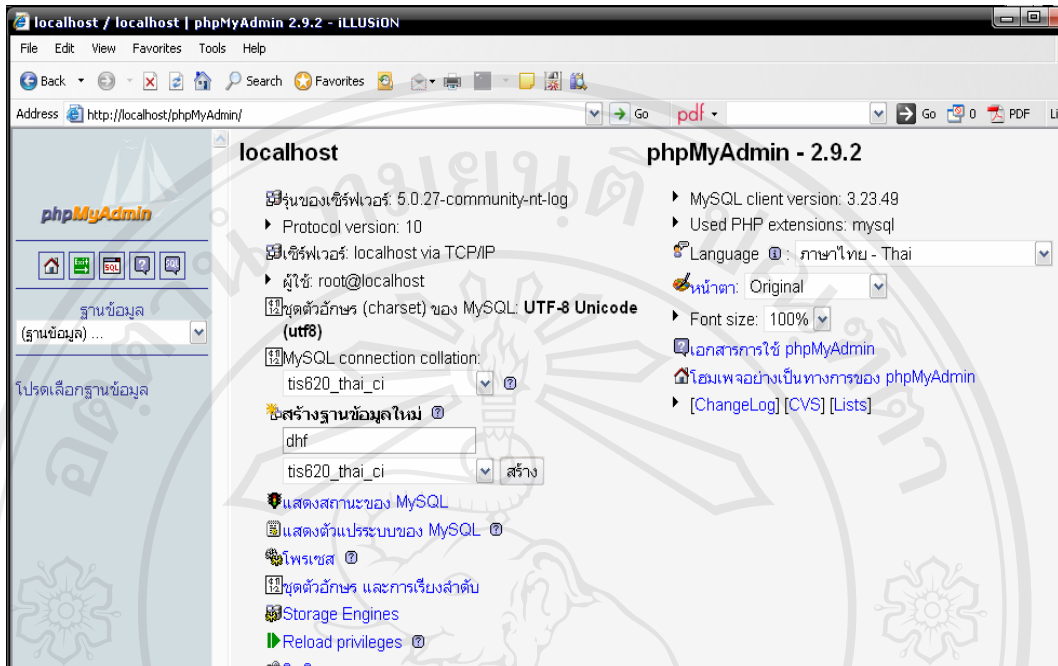 localhost / localhost | phpMyAdmin 2.9.2 - iLLUSiON
File Edit View Favorites Tools Help
Back Search Favorites
Address http://localhost/phpMyAdmin/ Go pdf Go 0 PDF Li
phpMyAdmin
ฐานข้อมูล
(ฐานข้อมูล) ...
โปรดเลือกฐานข้อมูล
localhost
รุ่นของเซิร์ฟเวอร์: 5.0.27-community-nt-log
Protocol version: 10
เซิร์ฟเวอร์: localhost via TCP/IP
ผู้ใช้: root@localhost
ชุดตัวอักษร (charset) ของ MySQL: UTF-8 Unicode
(utf8)
MySQL connection collation:
tis620_thai_ci
สร้างฐานข้อมูลใหม่
dhf
tis620_thai_ci สร้าง
แสดงสถานะของ MySQL
แสดงตัวแปรระบบของ MySQL
โพรเซส
ชุดตัวอักษร และการเรียงลำดับ
Storage Engines
Reload privileges
phpMyAdmin - 2.9.2
MySQL client version: 3.23.49
Used PHP extensions: mysql
Language : ภาษาไทย - Thai
หน้าตา: Original
Font size: 100%
เอกสารการใช้ phpMyAdmin
โฮมเพจอย่างเป็นทางการของ phpMyAdmin
[ChangeLog] [CVS] [Lists]